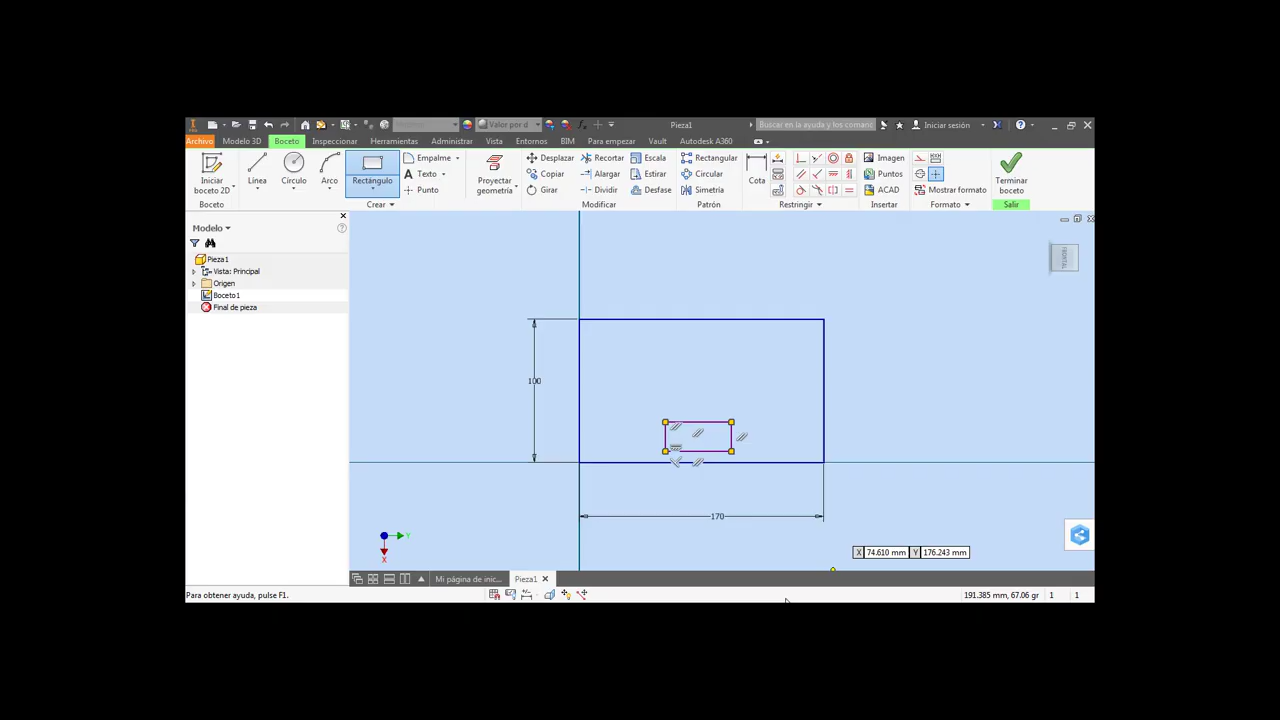 Valor por d
Pieza1
Buscar en la ayuda y los comanc
Iniciar sesión
Archivo Modelo 3D Boceto Inspeccionar Herramientas Administrar Vista Entornos BIM Para empezar Vault Autodesk A360
Iniciar
boceto 2D
Línea
Círculo
Arco
Rectángulo
Empalme
Texto
Punto
Proyectar
geometría
Desplazar
Copiar
Girar
Recortar
Alargar
Dividir
Escala
Estirar
Desfase
Rectangular
Circular
Simetría
Cota
Imagen
Puntos
ACAD
Mostrar formato
Terminar
boceto
Boceto Crear Modificar Patrón Restringir Insertar Formato Salir
Modelo
Pieza1
Vista: Principal
Origen
Boceto1
Final de pieza
FRONTAL
100
170
Y
X
X 74.610 mm Y 176.243 mm
Mi página de inic... Pieza1
Para obtener ayuda, pulse F1.
191.385 mm, 67.06 gr 1 1